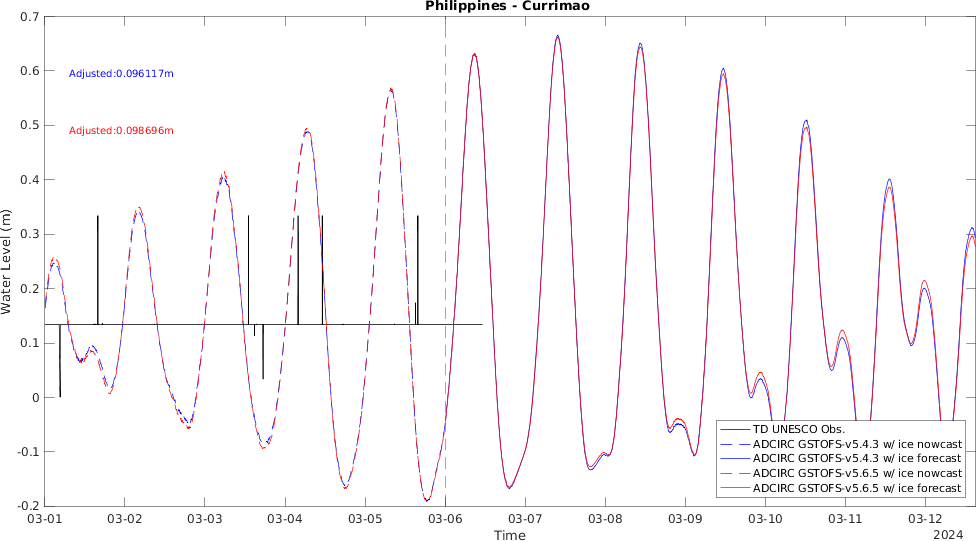 Philippines - Currimao
Water Level (m)
0.7
0.6
0.5
0.4
0.3
0.2
0.1
0
-0.1
-0.2
Adjusted:0.096117m
Adjusted:0.098696m
TD UNESCO Obs.
ADCIRC GSTOFS-v5.4.3 w/ ice nowcast
ADCIRC GSTOFS-v5.4.3 w/ ice forecast
ADCIRC GSTOFS-v5.6.5 w/ ice nowcast
ADCIRC GSTOFS-v5.6.5 w/ ice forecast
03-01 03-02 03-03 03-04 03-05 03-06 03-07 03-08 03-09 03-10 03-11 03-12
Time
2024